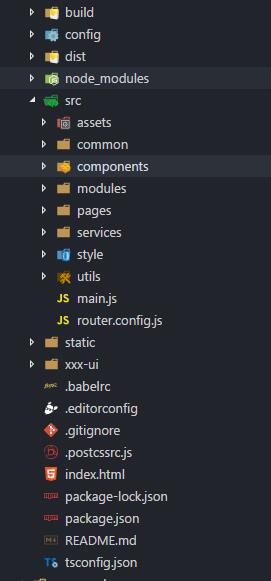 build
config
dist
node_modules
src
assets
common
components
modules
pages
services
style
utils
JS main.js
JS router.config.js
static
xxx-ui
.babelrc
.editorconfig
.gitignore
.postcssrc.js
index.html
package-lock.json
package.json
README.md
tsconfig.json